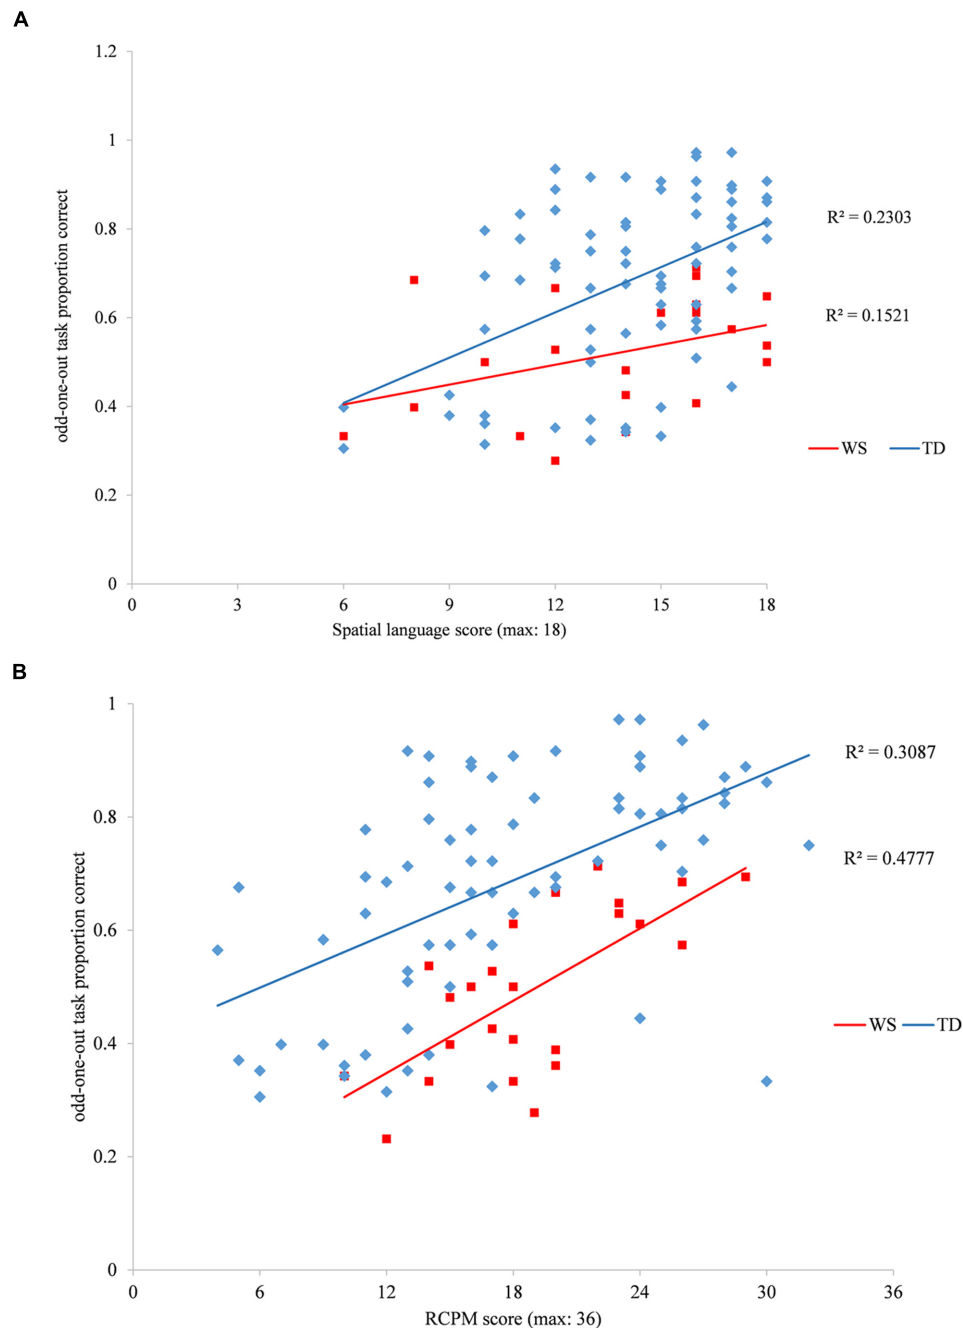 A
1.2
1
0.8
0.6
0.4
0.2
0
odd-one-out task proportion correct
R² = 0.2303
R² = 0.1521
WS TD
0 3 6 9 12 15 18
Spatial language score (max: 18)
B
1
0.8
0.6
0.4
0.2
0
odd-one-out task proportion correct
R² = 0.3087
R² = 0.4777
WS TD
0 6 12 18 24 30 36
RCPM score (max: 36)